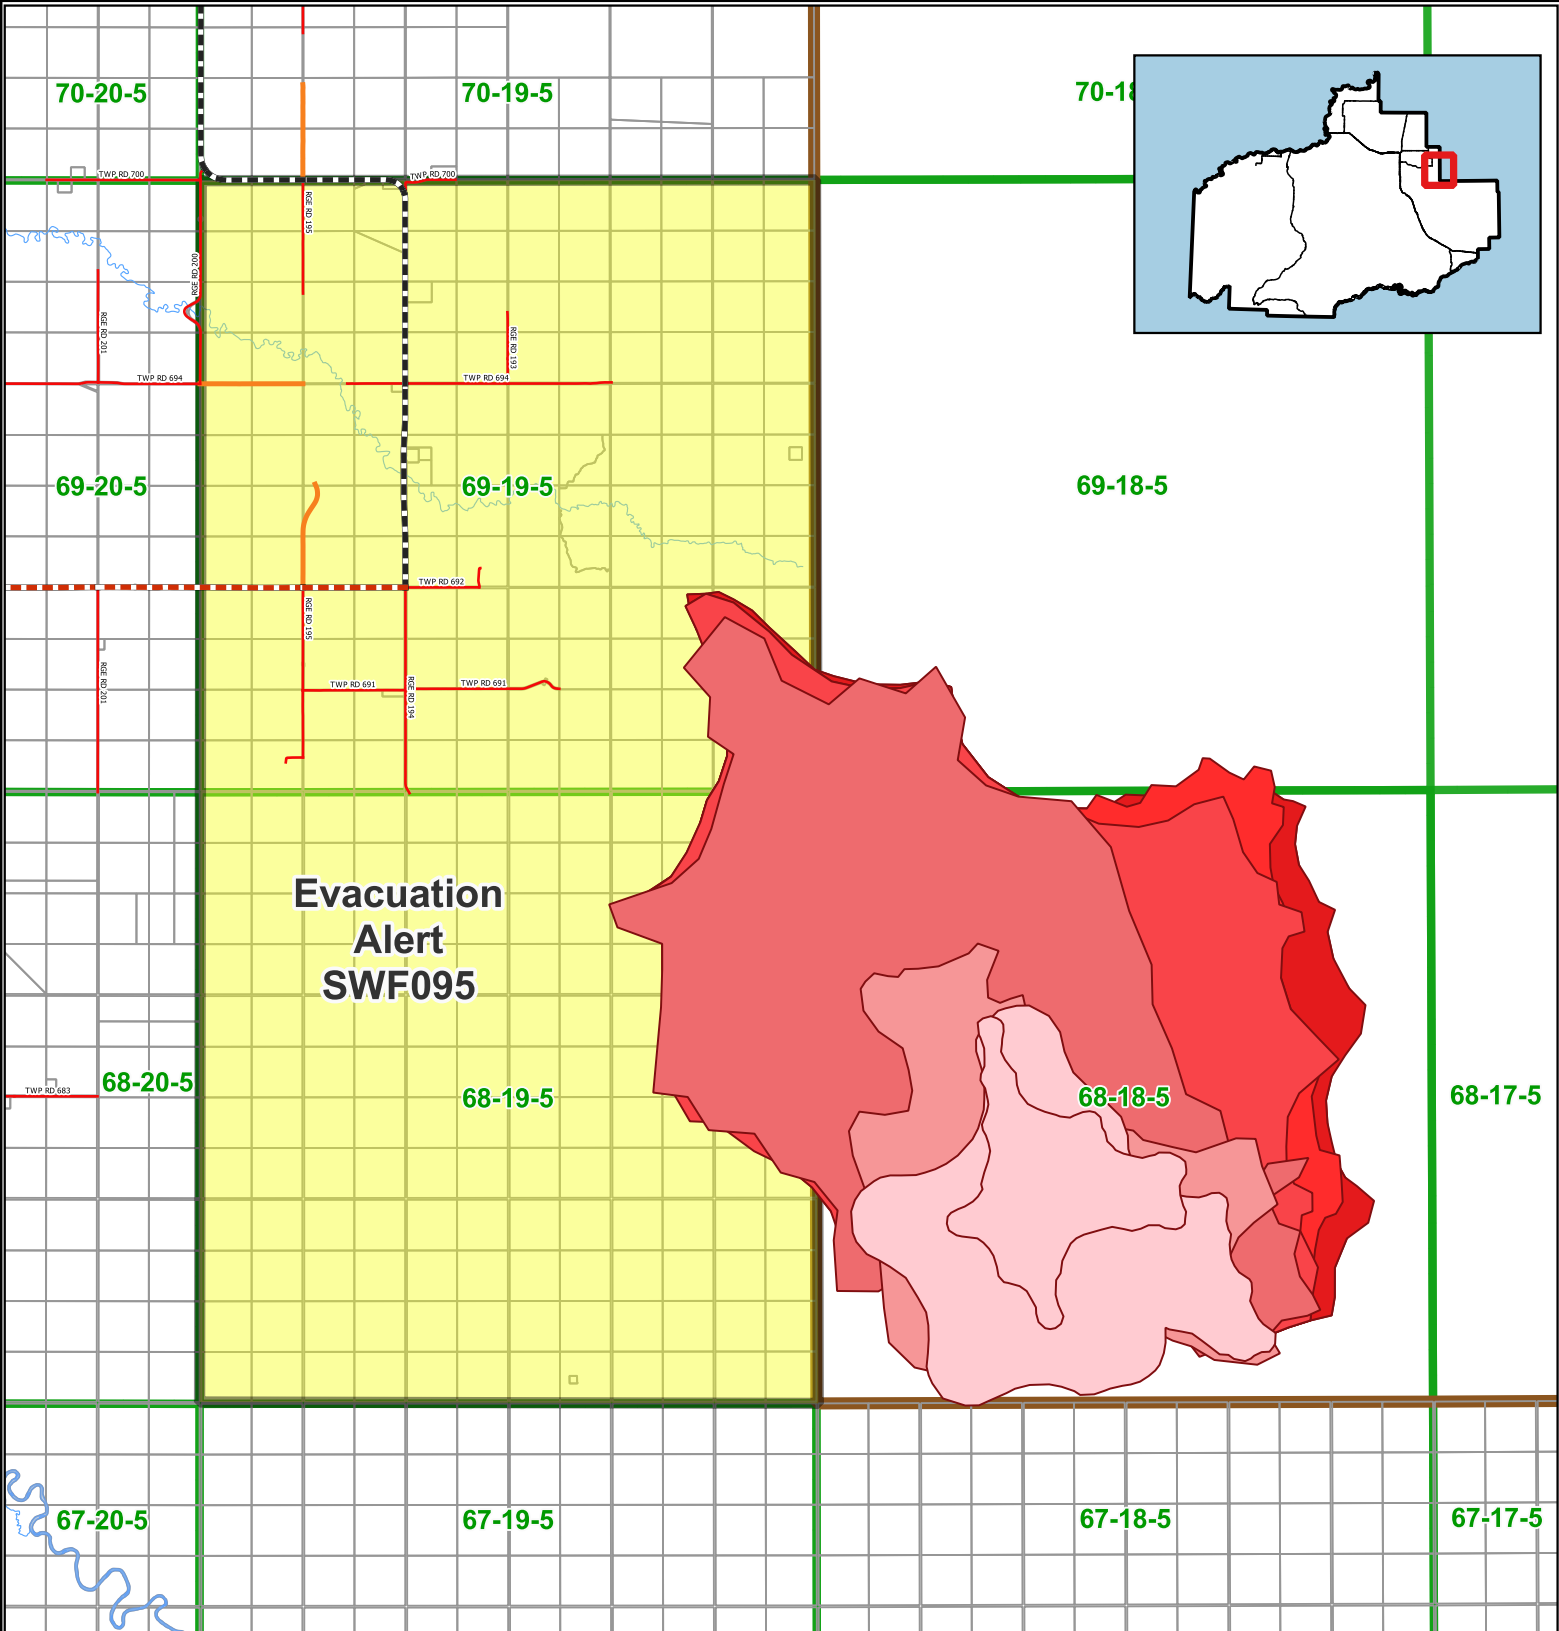 70-20-5
70-19-5
70-18
TWP RD 700
TWP RD 700
RGE RD 195
RGE RD 200
RGE RD 201
RGE RD 193
TWP RD 694
TWP RD 694
69-20-5
69-19-5
69-18-5
TWP RD 692
RGE RD 195
RGE RD 201
TWP RD 691
TWP RD 691
RGE RD 194
Evacuation
Alert
SWF095
68-20-5
TWP RD 683
68-19-5
68-18-5
68-17-5
67-20-5
67-19-5
67-18-5
67-17-5